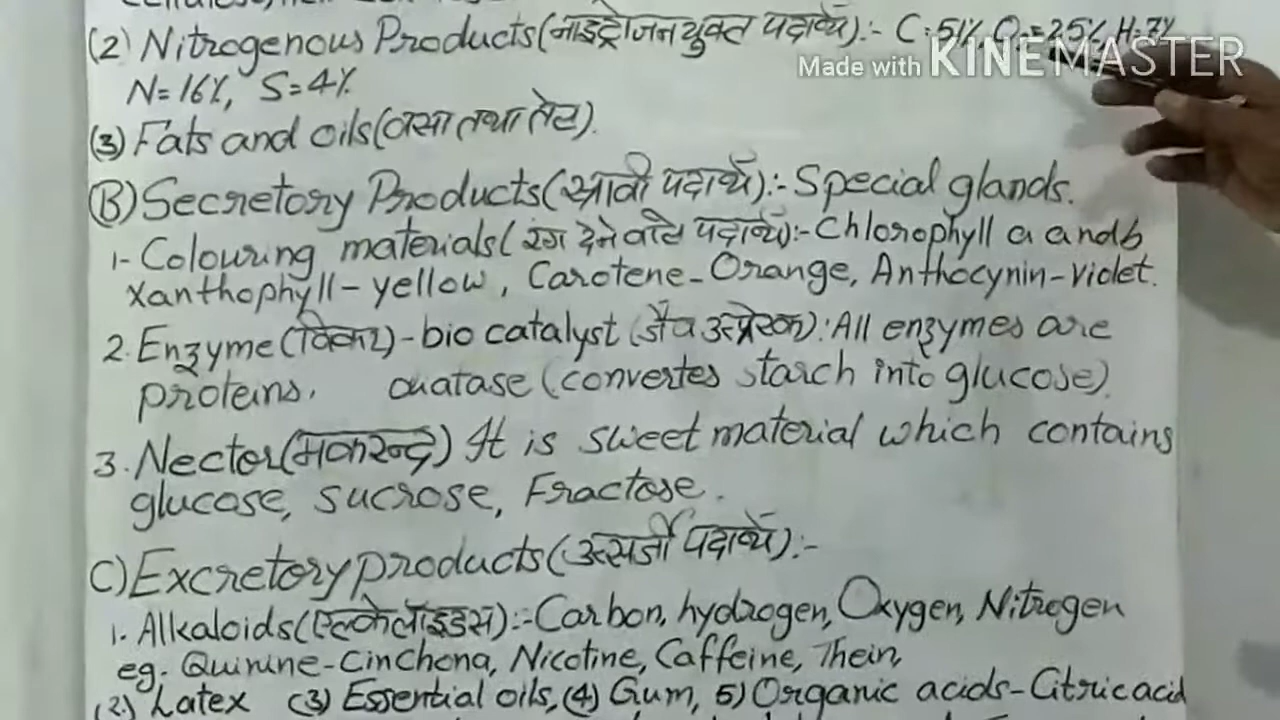 (2) Nitrogenous Products (नाइट्रोजन युक्त पदार्थ):- C=51%, O2=25%, H=7%
Made with KINEMASTER
N=16%, S=4%
(3) Fats and oils (वसा तथा तेल).
(B) Secretory Products (स्रावी पदार्थ):- Special glands.
1- Colouring materials (रंग देने वाले पदार्थ):- Chlorophyll a and b
Xanthophyll - yellow, Carotene - Orange, Anthocynin - violet.
2. Enzyme (विकर) - bio catalyst (जैव उत्प्रेरक): All enzymes are
proteins. (convertes starch into glucose)
3. Nector (मकरन्द) It is sweet material which contains
glucose, sucrose, Fractose.
C) Excretory products (उत्सर्जी पदार्थ):-
1. Alkaloids (एल्केलॉइडस):- Carbon, hydrogen, Oxygen, Nitrogen
eg. Quinine - Cinchona, Nicotine, Caffeine, Thein,
(2) Latex (3) Essential oils, (4) Gum, 5) Organic acids - Citric acid